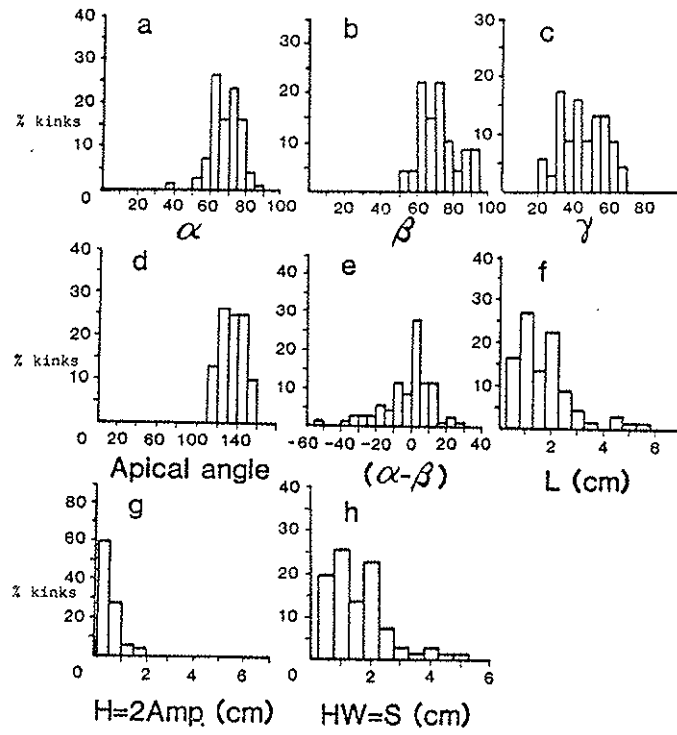 a b c
30 30 30
20 20 20
% kinks
10 10 10
0 0
20 40 60 80 100 20 40 60 80 100 20 40 60 80
α β γ
d e f
40 40 40
30 30 30
20 20 20
% kinks
10 10 10
0 0
20 60 100 140 -60 -40 -20 0 20 40 2 4 6
Apical angle (α-β) L (cm)
g h
80 40
60 30
40 20
% kinks
20 10
0 0
2 4 6 2 4 6
H=2Amp. (cm) HW=S (cm)